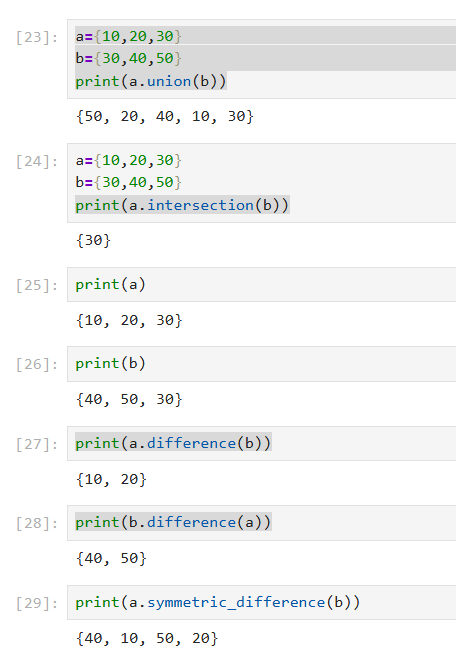 [23]: a={10,20,30}
b={30,40,50}
print(a.union(b))
{50, 20, 40, 10, 30}
[24]: a={10,20,30}
b={30,40,50}
print(a.intersection(b))
{30}
[25]: print(a)
{10, 20, 30}
[26]: print(b)
{40, 50, 30}
[27]: print(a.difference(b))
{10, 20}
[28]: print(b.difference(a))
{40, 50}
[29]: print(a.symmetric_difference(b))
{40, 10, 50, 20}